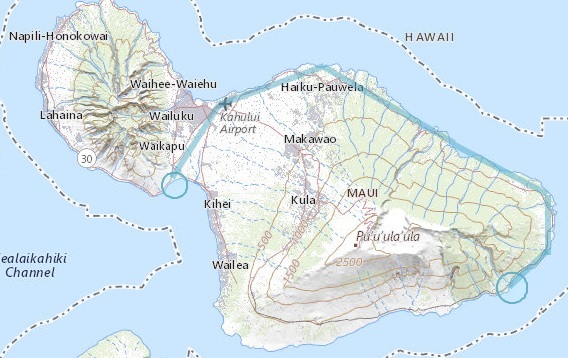 Napili-Honokowai
HAWAII
Waihee-Waiehu
Haiku-Pauwela
Lahaina
Wailuku
Kahului
Airport
Waikapu
Makawao
30
MAUI
Kihei
Kula
Pu'u'ula'ula
2500
2500
Wailea
ealaikahiki
Channel